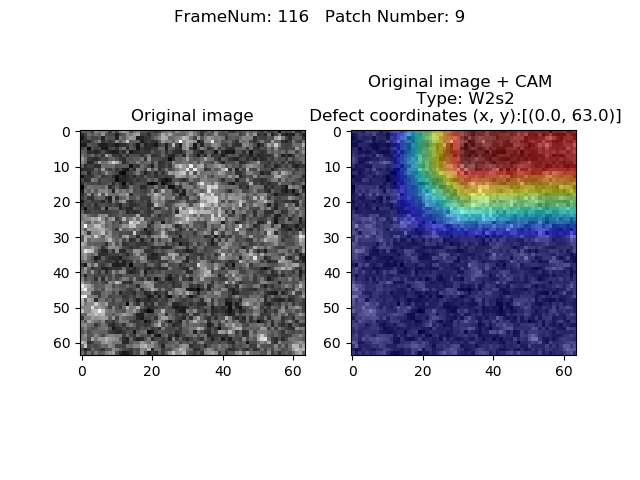 FrameNum: 116   Patch Number: 9
Original image
0
10
20
30
40
50
60
0 20 40 60
Original image + CAM
Type: W2s2
Defect coordinates (x, y):[(0.0, 63.0)]
0
10
20
30
40
50
60
0 20 40 60